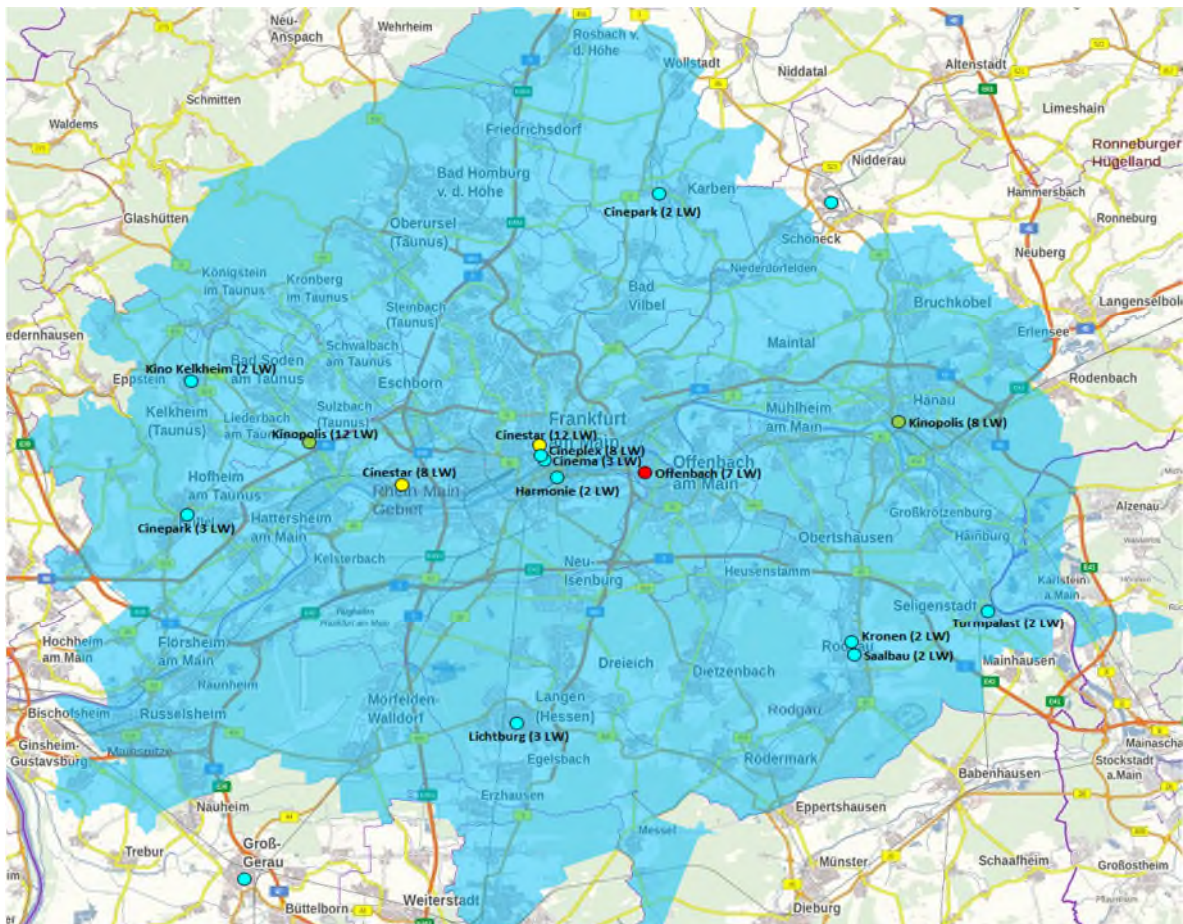 Neu-
Anspach
Wehrheim
Rosbach v.
d. Höhe
Wöllstadt
Niddatal
Altenstadt
Schmitten
Limeshain
Waldems
Friedrichsdorf
Nidderau
Ronneburger
Hügelland
Bad Homburg
v. d. Höhe
Karben
Hammersbach
Cinepark (2 LW)
Glashütten
Oberursel
(Taunus)
Ronneburg
Schöneck
Neuberg
Königstein
im Taunus
Kronberg
im Taunus
Niederdorfelden
Bad
Vilbel
Bruchköbel
Langenselbold
Steinbach
(Taunus)
Erlensee
Schwalbach
am Taunus
Maintal
Kino Kelkheim (2 LW)
Bad Soden
am Taunus
Eppstein
Eschborn
Rodenbach
Kelkheim
(Taunus)
Liederbach
am Taunus
Sulzbach
(Taunus)
Frankfurt
am Main
Mühlheim
am Main
Hanau
Kinopolis (12 LW)
Cinestar (12 LW)
Kinopolis (8 LW)
Cineplex (8 LW)
Cinema (3 LW)
Offenbach
am Main
Offenbach (7 LW)
Cinestar (8 LW)
Rhein-Main
Gebiet
Harmonie (2 LW)
Hofheim
am Taunus
Cinepark (3 LW)
Hattersheim
am Main
Großkrotzenburg
Alzenau
Hainburg
Obertshausen
Kelsterbach
Neu-
Isenburg
Heusenstamm
Karlstein
a.Main
Flughafen
Frankfurt am Main
Seligenstadt
Turmpalast (2 LW)
Hochheim
am Main
Flörsheim
am Main
Kronen (2 LW)
Saalbau (2 LW)
Mainhausen
Raunheim
Dreieich
Dietzenbach
Mörfelden-
Walldorf
Langen
(Hessen)
Rodgau
Bischofsheim
Rüsselsheim
Lichtburg (3 LW)
Ginsheim-
Gustavsburg
Mainspitze
Egelsbach
Rödermark
Stockstadt
a.Main
Babenhausen
Erzhausen
Nauheim
Eppertshausen
Messel
Trebur
Groß-
Gerau
Münster
Schaafheim
Großostheim
Weiterstadt
Büttelborn
Dieburg